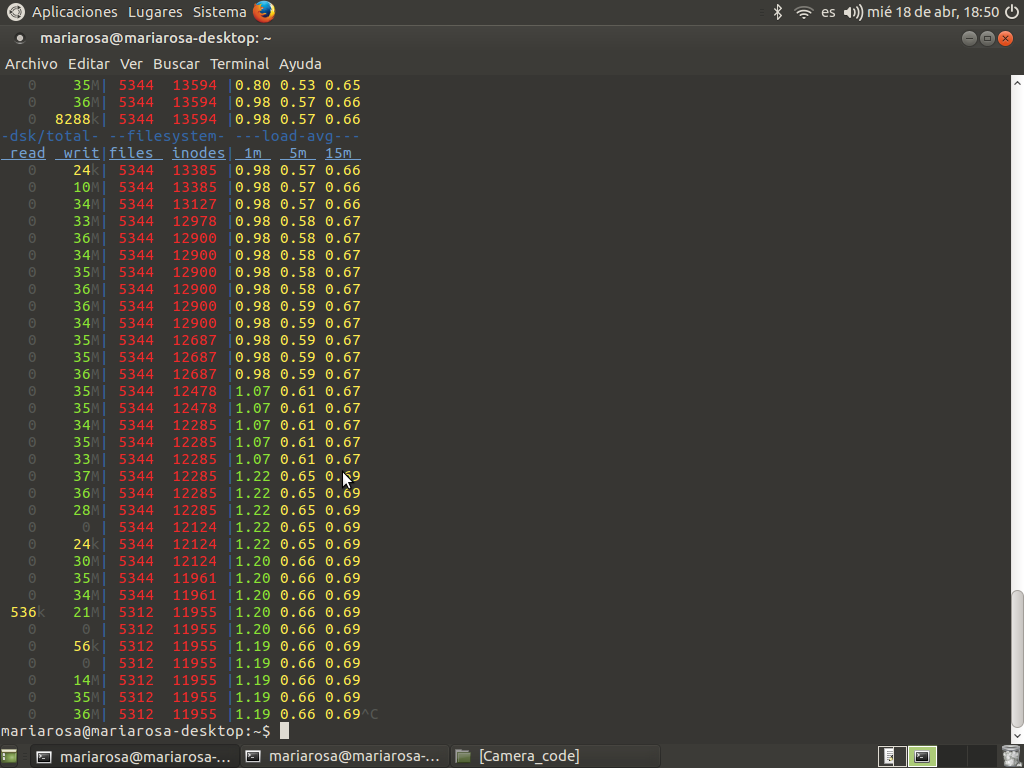 Aplicaciones Lugares Sistema es mié 18 de abr, 18:50
mariarosa@mariarosa-desktop: ~
Archivo Editar Ver Buscar Terminal Ayuda
0 35M| 5344 13594 |0.80 0.53 0.65
0 36M| 5344 13594 |0.98 0.57 0.66
0 8288k| 5344 13594 |0.98 0.57 0.66
-dsk/total- --filesystem- ---load-avg---
read writ|files inodes| 1m 5m 15m
0 24k| 5344 13385 |0.98 0.57 0.66
0 10M| 5344 13385 |0.98 0.57 0.66
0 34M| 5344 13127 |0.98 0.57 0.66
0 33M| 5344 12978 |0.98 0.58 0.67
0 36M| 5344 12900 |0.98 0.58 0.67
0 34M| 5344 12900 |0.98 0.58 0.67
0 35M| 5344 12900 |0.98 0.58 0.67
0 36M| 5344 12900 |0.98 0.58 0.67
0 36M| 5344 12900 |0.98 0.59 0.67
0 34M| 5344 12900 |0.98 0.59 0.67
0 35M| 5344 12687 |0.98 0.59 0.67
0 35M| 5344 12687 |0.98 0.59 0.67
0 36M| 5344 12687 |0.98 0.59 0.67
0 35M| 5344 12478 |1.07 0.61 0.67
0 35M| 5344 12478 |1.07 0.61 0.67
0 34M| 5344 12285 |1.07 0.61 0.67
0 35M| 5344 12285 |1.07 0.61 0.67
0 33M| 5344 12285 |1.07 0.61 0.67
0 37M| 5344 12285 |1.22 0.65 0.69
0 36M| 5344 12285 |1.22 0.65 0.69
0 28M| 5344 12285 |1.22 0.65 0.69
0 0 | 5344 12124 |1.22 0.65 0.69
0 24k| 5344 12124 |1.22 0.65 0.69
0 30M| 5344 12124 |1.20 0.66 0.69
0 35M| 5344 11961 |1.20 0.66 0.69
0 34M| 5344 11961 |1.20 0.66 0.69
536k 21M| 5312 11955 |1.20 0.66 0.69
0 0 | 5312 11955 |1.20 0.66 0.69
0 56k| 5312 11955 |1.19 0.66 0.69
0 0 | 5312 11955 |1.19 0.66 0.69
0 14M| 5312 11955 |1.19 0.66 0.69
0 35M| 5312 11955 |1.19 0.66 0.69
0 36M| 5312 11955 |1.19 0.66 0.69^C
mariarosa@mariarosa-desktop:~$
mariarosa@mariarosa-... mariarosa@mariarosa-... [Camera_code]